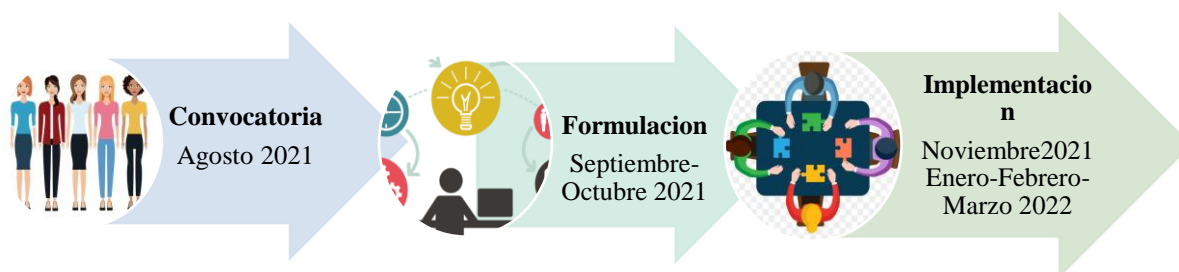 Convocatoria
Agosto 2021
Formulacion
Septiembre-
Octubre 2021
Implementacio
n
Noviembre2021
Enero-Febrero-
Marzo 2022